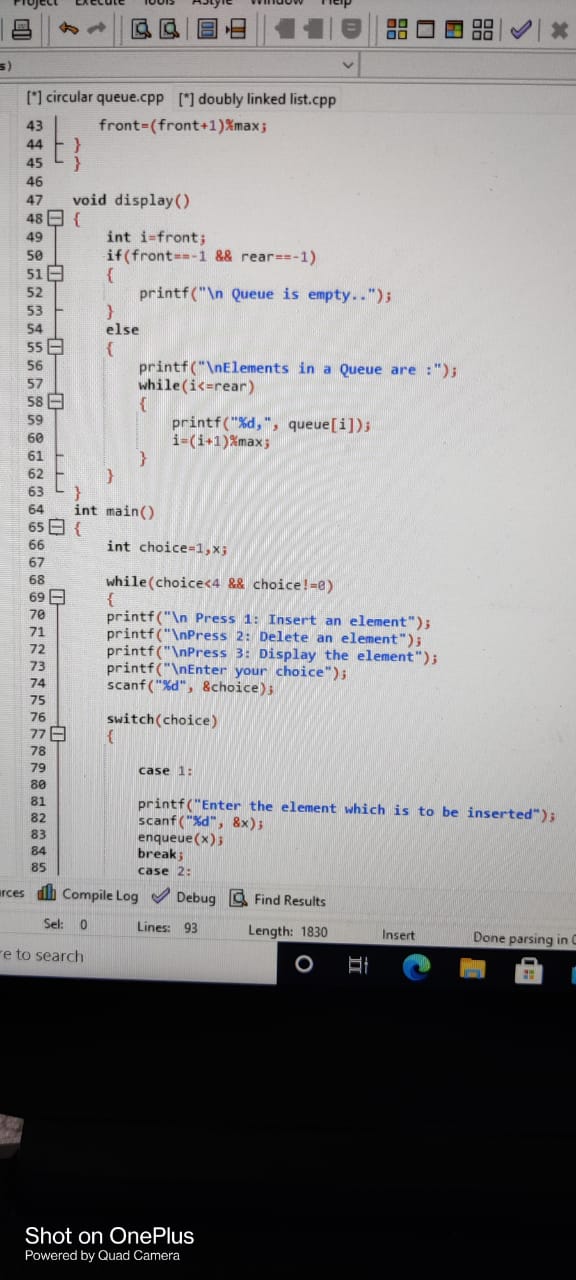 Project Execute Tools AStyle Window Help
s)
[*] circular queue.cpp [*] doubly linked list.cpp
43 front=(front+1)%max;
44 }
45 }
46
47 void display()
48 {
49 int i=front;
50 if(front==-1 && rear==-1)
51 {
52 printf("\n Queue is empty..");
53 }
54 else
55 {
56 printf("\nElements in a Queue are :");
57 while(i<=rear)
58 {
59 printf("%d,", queue[i]);
60 i=(i+1)%max;
61 }
62 }
63 }
64 int main()
65 {
66 int choice=1,x;
67
68 while(choice<4 && choice!=0)
69 {
70 printf("\n Press 1: Insert an element");
71 printf("\nPress 2: Delete an element");
72 printf("\nPress 3: Display the element");
73 printf("\nEnter your choice");
74 scanf("%d", &choice);
75
76 switch(choice)
77 {
78
79 case 1:
80
81 printf("Enter the element which is to be inserted");
82 scanf("%d", &x);
83 enqueue(x);
84 break;
85 case 2:
rces Compile Log Debug Find Results
Sel: 0 Lines: 93 Length: 1830 Insert Done parsing in 0
re to search
Shot on OnePlus
Powered by Quad Camera